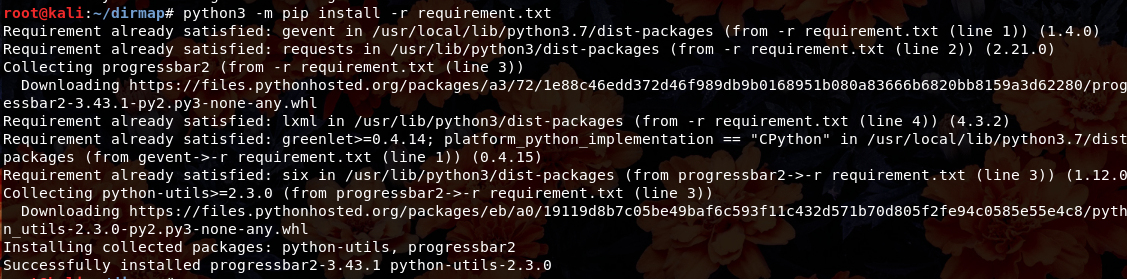 root@kali:~/dirmap# python3 -m pip install -r requirement.txt
Requirement already satisfied: gevent in /usr/local/lib/python3.7/dist-packages (from -r requirement.txt (line 1)) (1.4.0)
Requirement already satisfied: requests in /usr/lib/python3/dist-packages (from -r requirement.txt (line 2)) (2.21.0)
Collecting progressbar2 (from -r requirement.txt (line 3))
  Downloading https://files.pythonhosted.org/packages/a3/72/1e88c46edd372d46f989db9b0168951b080a83666b6820bb8159a3d62280/prog
essbar2-3.43.1-py2.py3-none-any.whl
Requirement already satisfied: lxml in /usr/lib/python3/dist-packages (from -r requirement.txt (line 4)) (4.3.2)
Requirement already satisfied: greenlet>=0.4.14; platform_python_implementation == "CPython" in /usr/local/lib/python3.7/dist
packages (from gevent->-r requirement.txt (line 1)) (0.4.15)
Requirement already satisfied: six in /usr/lib/python3/dist-packages (from progressbar2->-r requirement.txt (line 3)) (1.12.0
Collecting python-utils>=2.3.0 (from progressbar2->-r requirement.txt (line 3))
  Downloading https://files.pythonhosted.org/packages/eb/a0/19119d8b7c05be49baf6c593f11c432d571b70d805f2fe94c0585e55e4c8/pyth
n_utils-2.3.0-py2.py3-none-any.whl
Installing collected packages: python-utils, progressbar2
Successfully installed progressbar2-3.43.1 python-utils-2.3.0